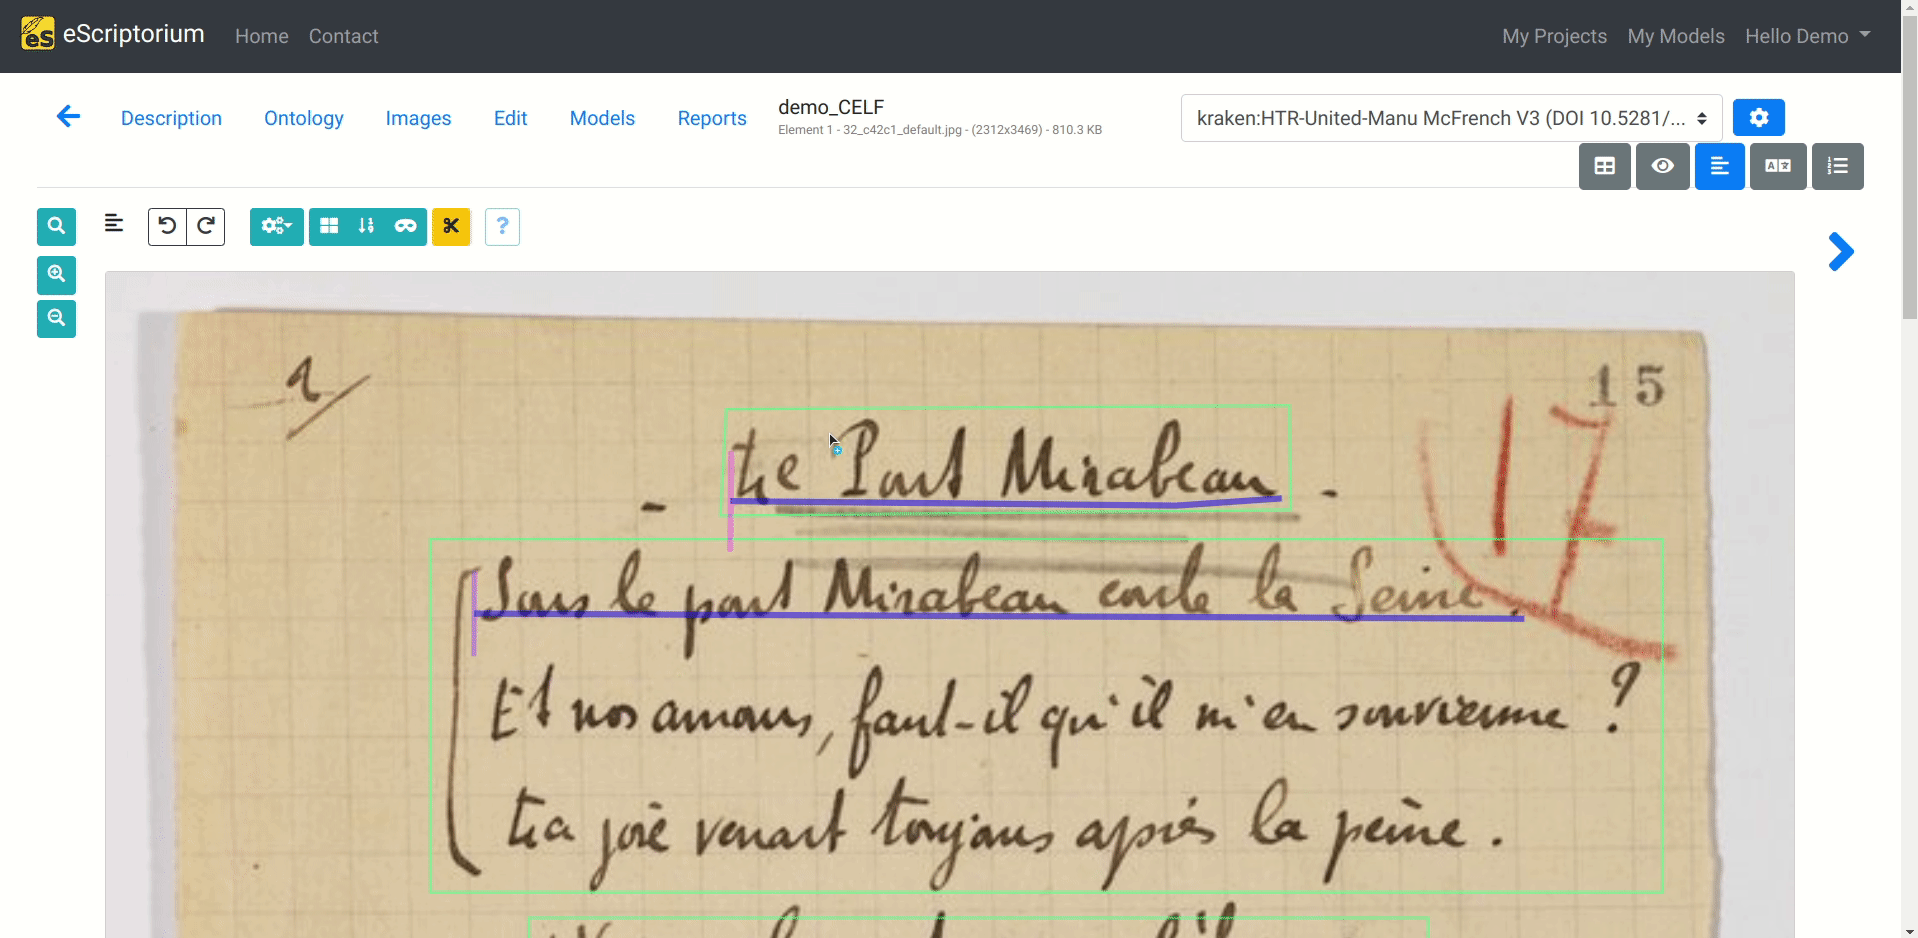 eScriptorium Home Contact My Projects My Models Hello Demo
Description Ontology Images Edit Models Reports
demo_CELF
Element 1 - 32_c42c1_default.jpg - (2312x3469) - 810.3 KB
kraken:HTR-United-Manu McFrench V3 (DOI 10.5281/...
?
1
15
17
- Le Pont Mirabeau -
Sous le pont Mirabeau coule la Seine.
Et nos amours, faut-il qu'il m'en souvienne ?
La joie venait toujours après la peine.